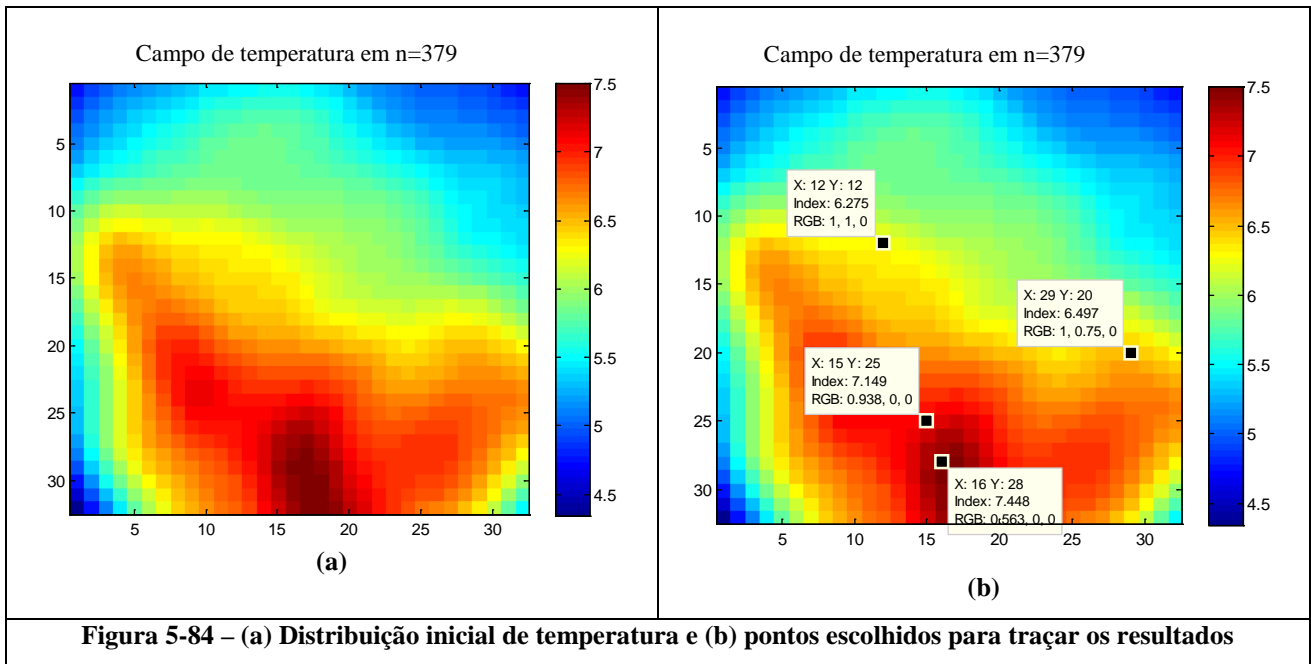 Campo de temperatura em n=379
7.5
7
6.5
6
5.5
5
4.5
5
10
15
20
25
30
5 10 15 20 25 30
(a)
Campo de temperatura em n=379
7.5
7
6.5
6
5.5
5
4.5
5
10
15
20
25
30
X: 12 Y: 12
Index: 6.275
RGB: 1, 1, 0
X: 29 Y: 20
Index: 6.497
RGB: 1, 0.75, 0
X: 15 Y: 25
Index: 7.149
RGB: 0.938, 0, 0
X: 16 Y: 28
Index: 7.448
RGB: 0.563, 0, 0
5 10 15 20 25 30
(b)
Figura 5-84 – (a) Distribuição inicial de temperatura e (b) pontos escolhidos para traçar os resultados